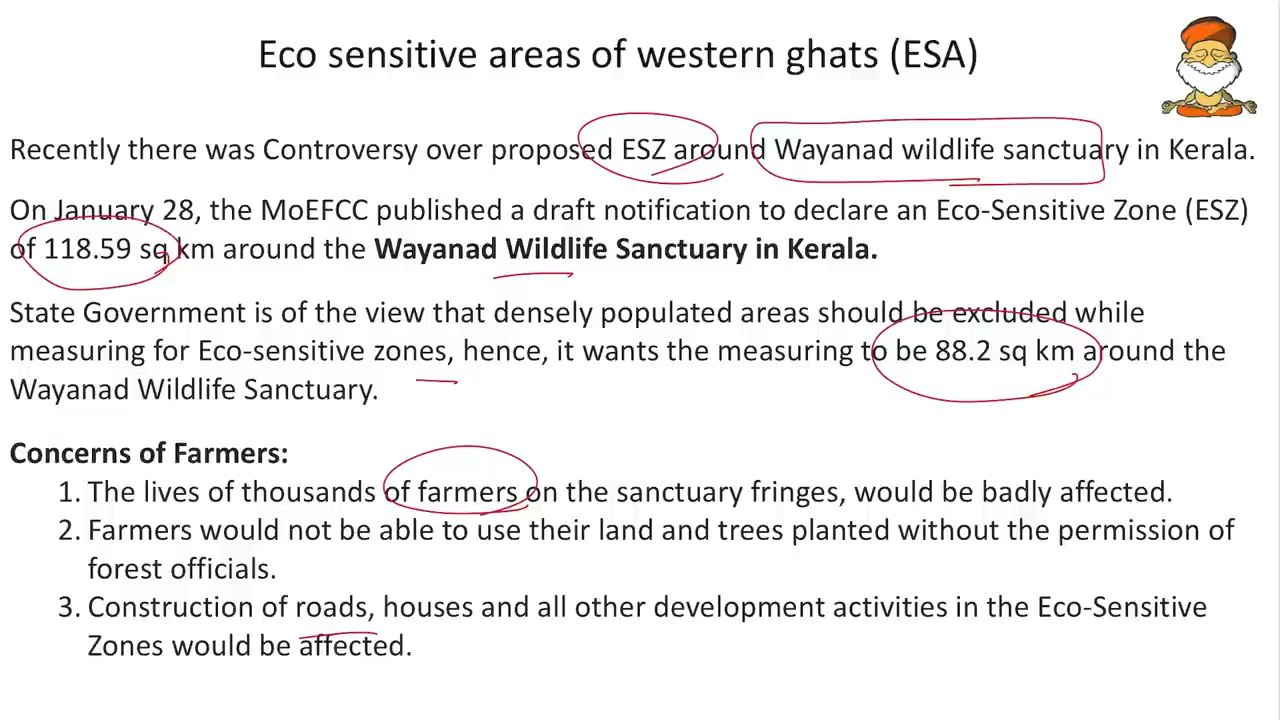 Eco sensitive areas of western ghats (ESA)
Recently there was Controversy over proposed ESZ around Wayanad wildlife sanctuary in Kerala.
On January 28, the MoEFCC published a draft notification to declare an Eco-Sensitive Zone (ESZ)
of 118.59 sq km around the Wayanad Wildlife Sanctuary in Kerala.
State Government is of the view that densely populated areas should be excluded while
measuring for Eco-sensitive zones, hence, it wants the measuring to be 88.2 sq km around the
Wayanad Wildlife Sanctuary.
Concerns of Farmers:
1. The lives of thousands of farmers on the sanctuary fringes, would be badly affected.
2. Farmers would not be able to use their land and trees planted without the permission of
forest officials.
3. Construction of roads, houses and all other development activities in the Eco-Sensitive
Zones would be affected.